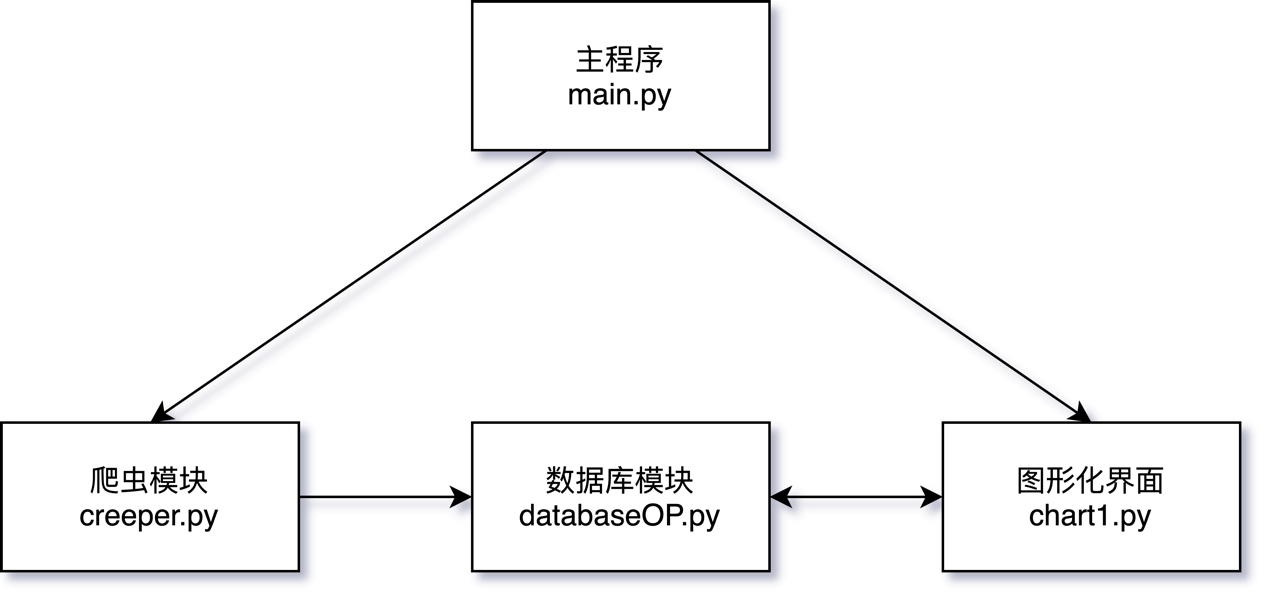 主程序
main.py
爬虫模块
creeper.py
数据库模块
databaseOP.py
图形化界面
chart1.py